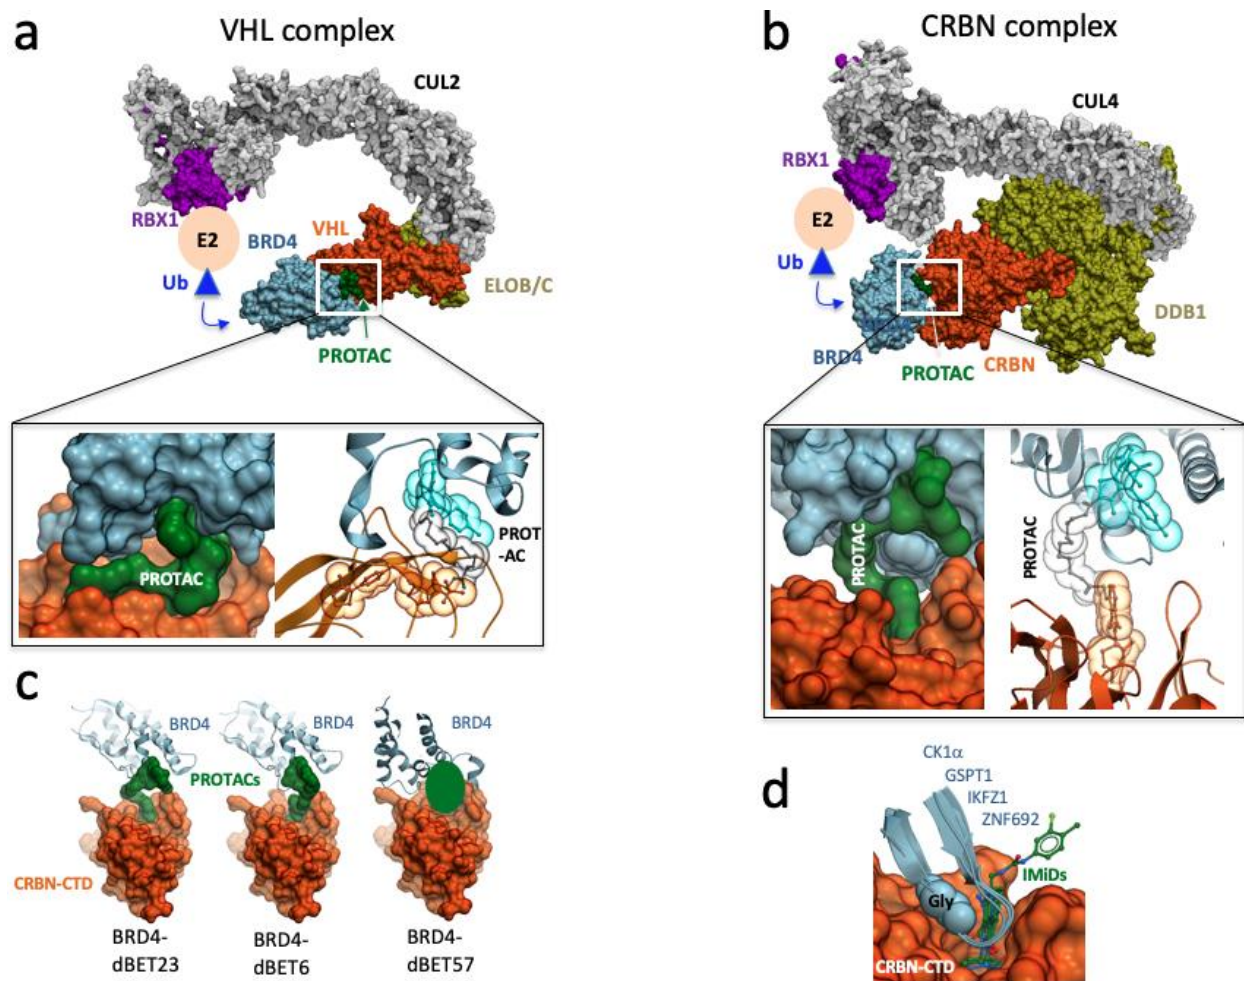 a
VHL complex
CUL2
RBX1
E2
BRD4
VHL
Ub
ELOB/C
PROTAC
PROTAC
PROT
-AC
b
CRBN complex
CUL4
RBX1
E2
Ub
DDB1
BRD4
PROTAC
CRBN
PROTAC
PROTAC
c
BRD4
BRD4
BRD4
PROTACs
CRBN-CTD
BRD4-
dBET23
BRD4-
dBET6
BRD4-
dBET57
d
CK1α
GSPT1
IKFZ1
ZNF692
IMiDs
Gly
CRBN-CTD